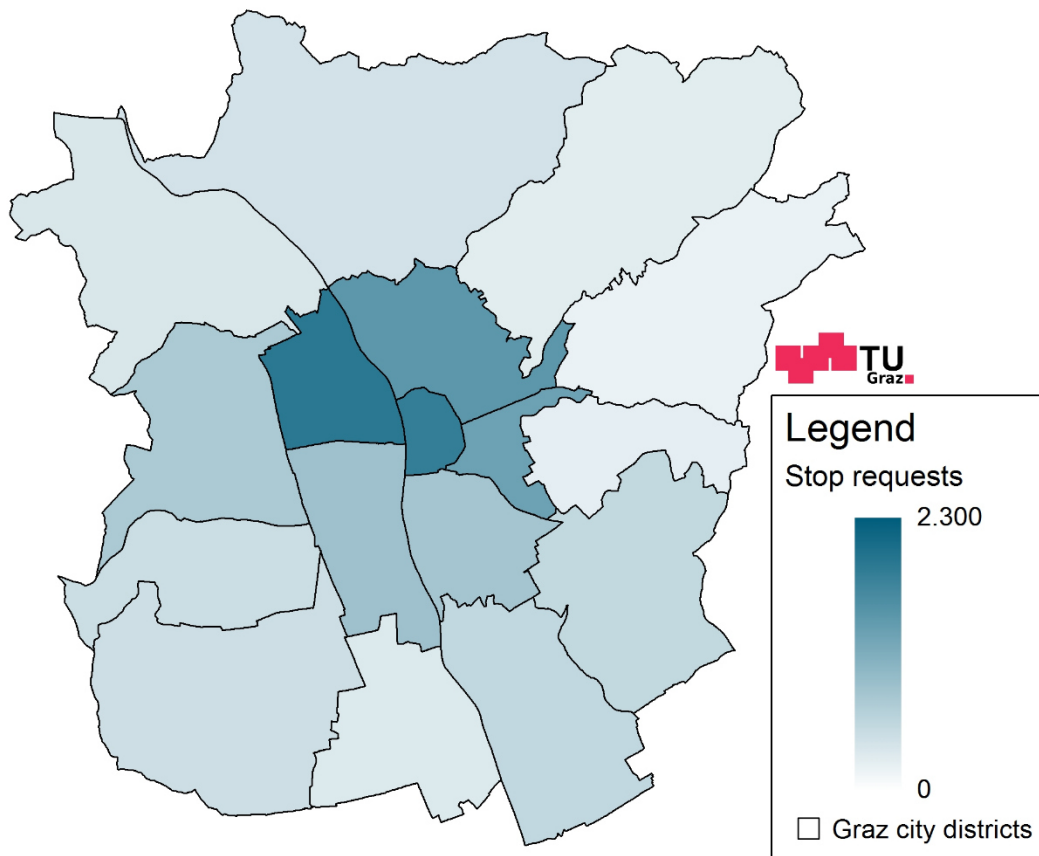 TU
Graz
Legend
Stop requests
2.300
0
Graz city districts